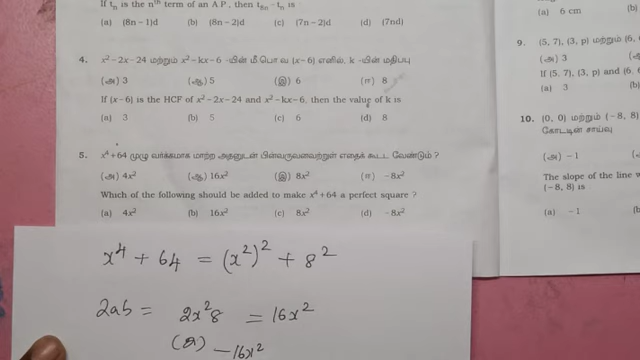 If tₙ is the nᵗʰ term of an A P , then t₈ₙ – tₙ is
(a) (8n – 1)d (b) (8n – 2)d (c) (7n – 2)d (d) (7nd)
4. x² – 2x – 24 மற்றும் x² – kx – 6 -யின் மீ.பொ.வ (x – 6) எனில், k -யின் மதிப்பு
(அ) 3 (ஆ) 5 (இ) 6 (ஈ) 8
If (x – 6) is the HCF of x² – 2x – 24 and x² – kx – 6, then the value of k is
(a) 3 (b) 5 (c) 6 (d) 8
5. x⁴ + 64 முழு வர்க்கமாக மாற்ற அதனுடன் பின்வருவனவற்றுள் எதைக் கூட்ட வேண்டும் ?
(அ) 4x² (ஆ) 16x² (இ) 8x² (ஈ) – 8x²
Which of the following should be added to make x⁴ + 64 a perfect square ?
(a) 4x² (b) 16x² (c) 8x² (d) – 8x²
(a) 6 cm (b)
9. (5, 7), (3, p) மற்றும் (6,
(அ) 3
If (5, 7), (3, p) and (6,
(a) 3 (b)
10. (0, 0) மற்றும் (– 8, 8)
கோட்டின் சாய்வு
(அ) – 1
The slope of the line
(– 8, 8) is
(a) – 1 (b
x⁴ + 64 = (x²)² + 8²
2ab = 2x²8 = 16x²
– 16x²